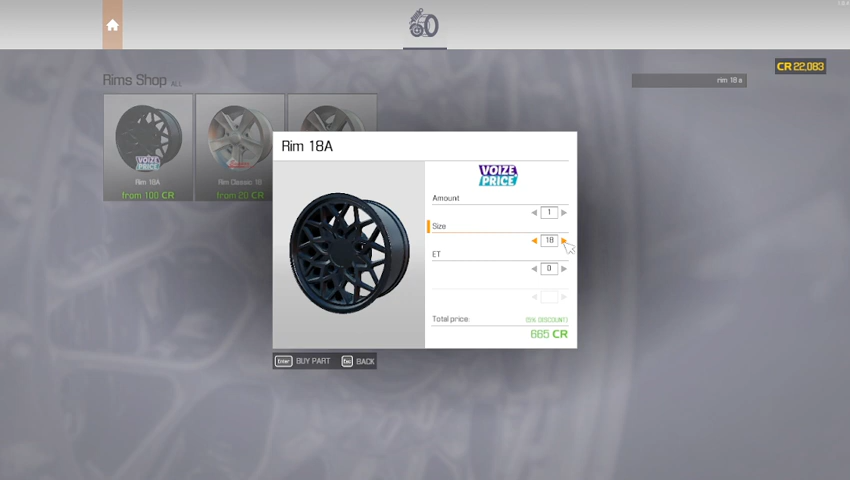 CR 22,083
Rims Shop ALL
rim 18 a
Rim 18A
VOIZE
PRICE
Amount
1
Size
18
ET
0
Total price:
(5% DISCOUNT)
665 CR
VOIZE
PRICE
Rim 18A
from 100 CR
Rim Classic 18
from 20 CR
Enter BUY PART
Esc BACK